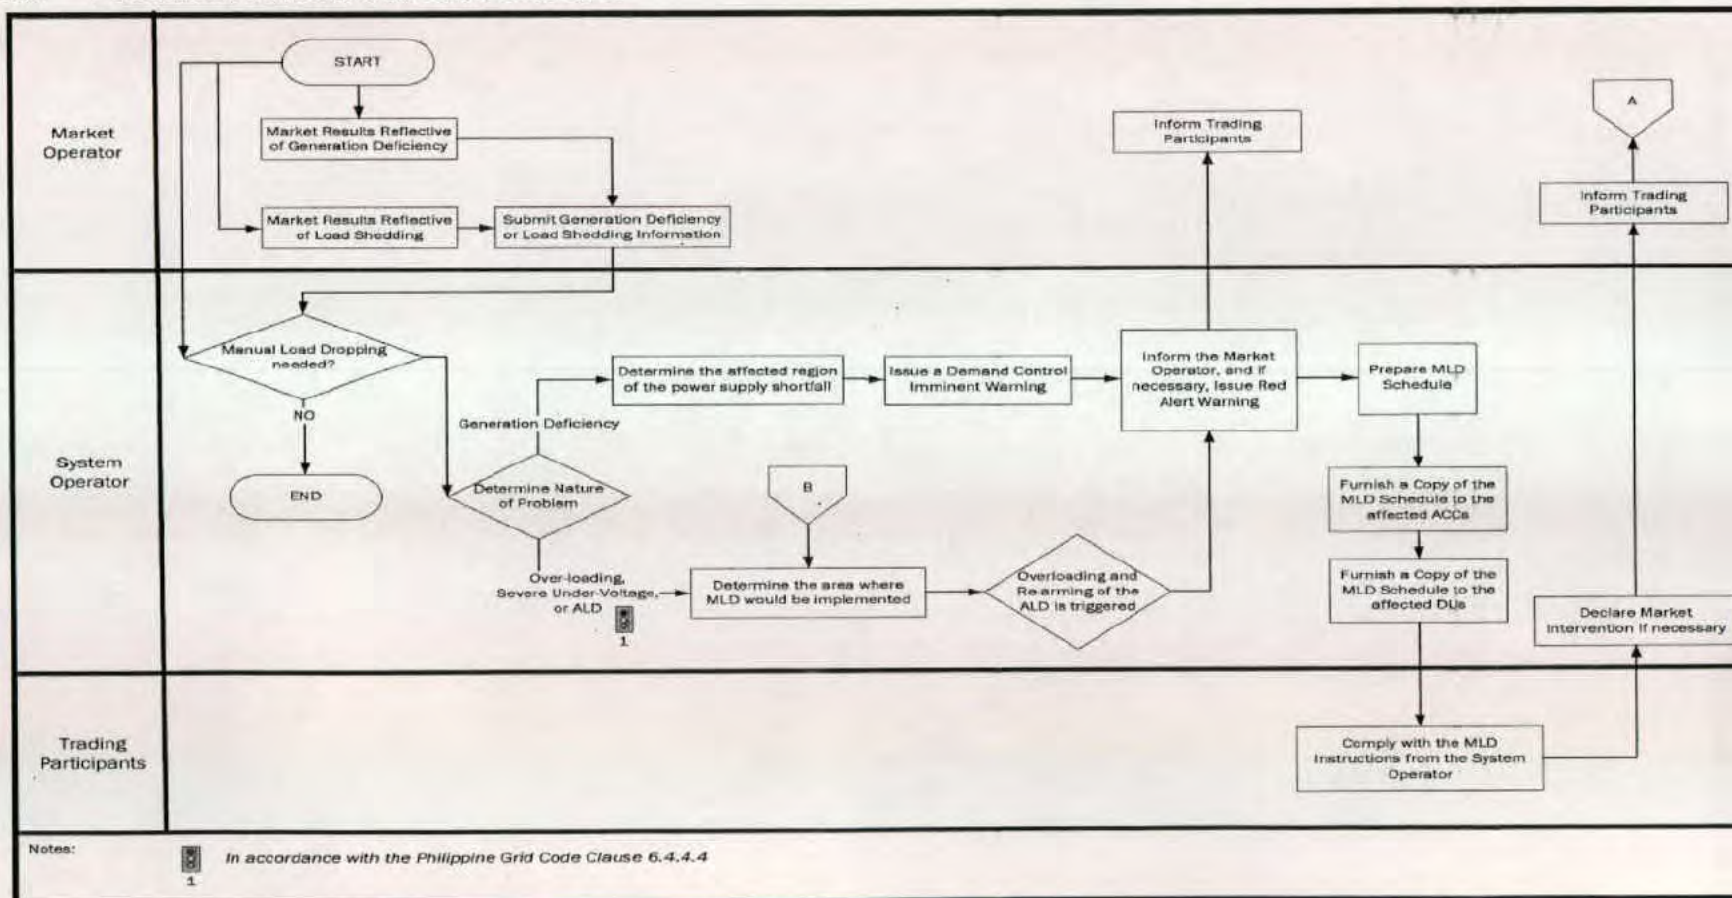 Market
Operator
START
Market Results Reflective
of Generation Deficiency
Market Results Reflective
of Load Shedding
Submit Generation Deficiency
or Load Shedding Information
Inform Trading
Participants
A
Inform Trading
Participants
System
Operator
Manual Load Dropping
needed?
NO
END
Determine the affected region
of the power supply shortfall
Issue a Demand Control
Imminent Warning
Inform the Market
Operator, and if
necessary, Issue Red
Alert Warning
Prepare MLD
Schedule
Generation Deficiency
Determine Nature
of Problem
B
Furnish a Copy of the
MLD Schedule to the
affected ACCs
Over-loading,
Severe Under-Voltage,
or ALD
1
Determine the area where
MLD would be implemented
Overloading and
Re-arming of the
ALD is triggered
Furnish a Copy of the
MLD Schedule to the
affected DUs
Declare Market
Intervention if necessary
Trading
Participants
Comply with the MLD
Instructions from the System
Operator
Notes:
1
In accordance with the Philippine Grid Code Clause 6.4.4.4